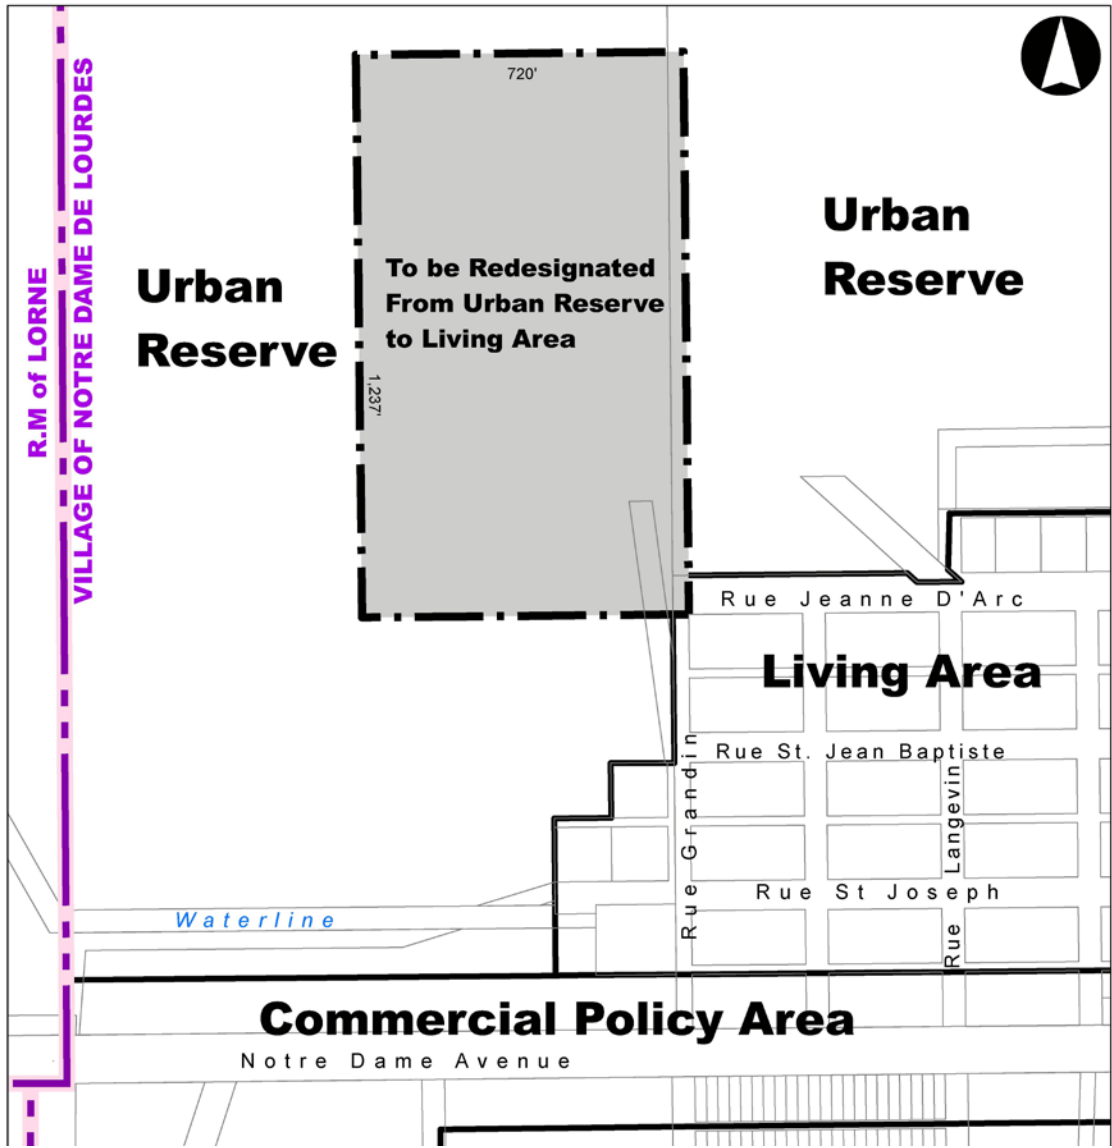 720'
Urban
Reserve
To be Redesignated
From Urban Reserve
to Living Area
Urban
Reserve
R.M of LORNE
VILLAGE OF NOTRE DAME DE LOURDES
1,237'
Rue Jeanne D'Arc
Living Area
Rue St. Jean Baptiste
Rue Grandin
Rue Langevin
Rue St Joseph
Waterline
Commercial Policy Area
Notre Dame Avenue